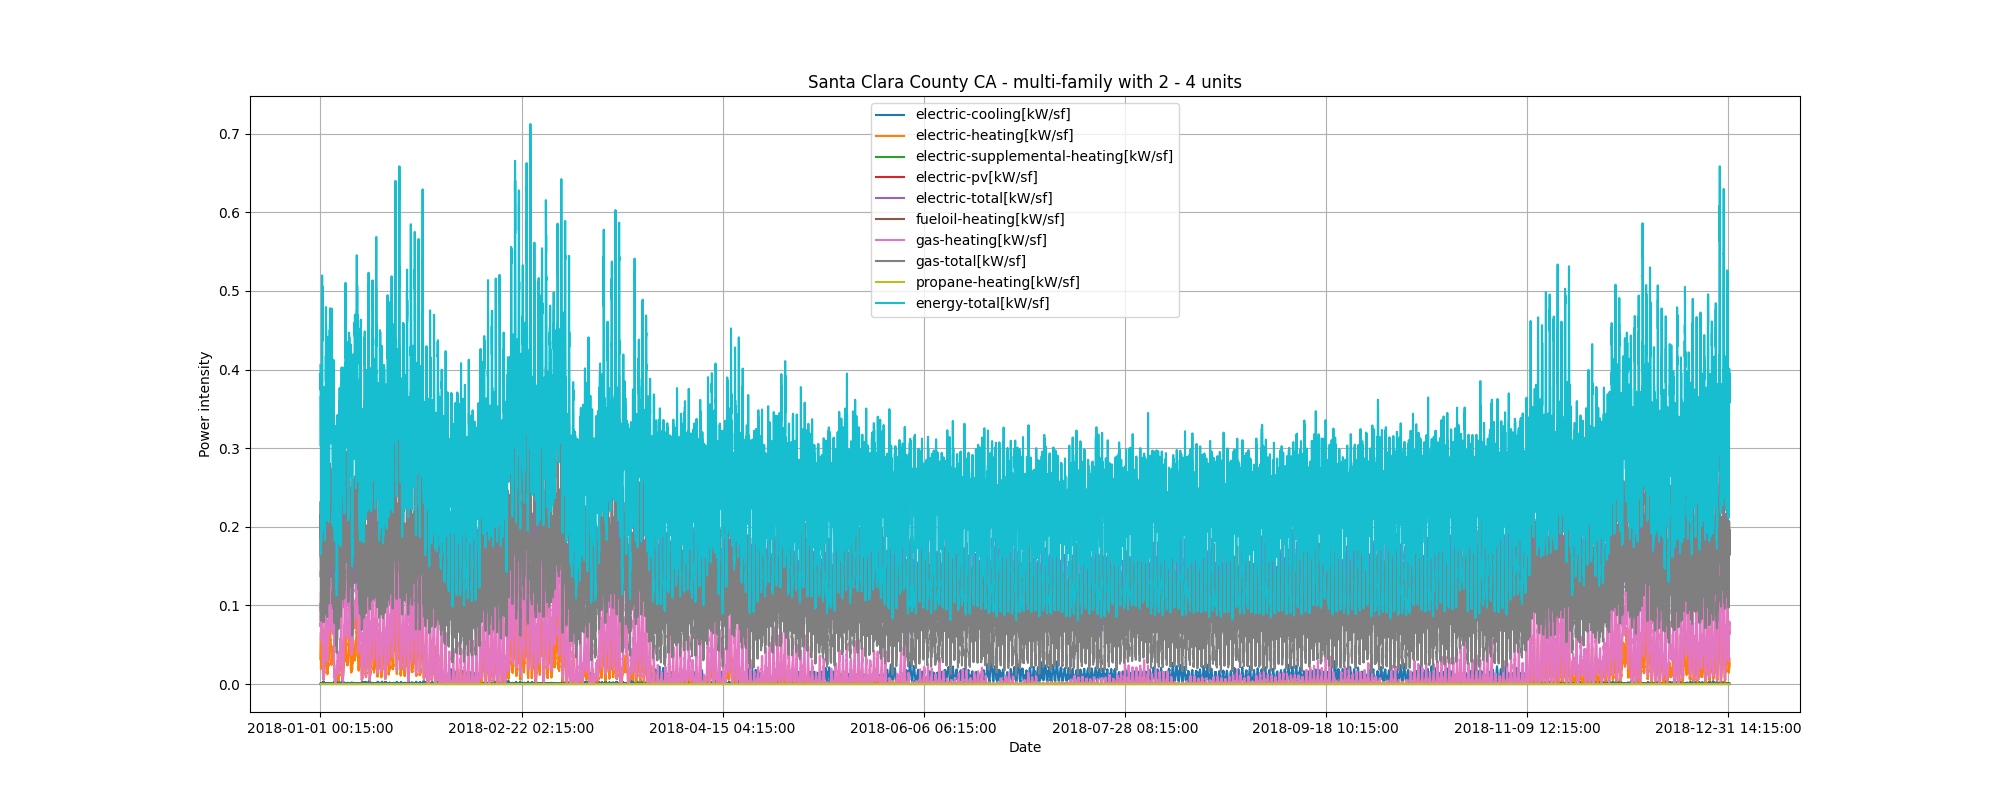 Santa Clara County CA - multi-family with 2 - 4 units
electric-cooling[kW/sf]
electric-heating[kW/sf]
electric-supplemental-heating[kW/sf]
electric-pv[kW/sf]
electric-total[kW/sf]
fueloil-heating[kW/sf]
gas-heating[kW/sf]
gas-total[kW/sf]
propane-heating[kW/sf]
energy-total[kW/sf]
Power intensity
0.7
0.6
0.5
0.4
0.3
0.2
0.1
0.0
2018-01-01 00:15:00 2018-02-22 02:15:00 2018-04-15 04:15:00 2018-06-06 06:15:00 2018-07-28 08:15:00 2018-09-18 10:15:00 2018-11-09 12:15:00 2018-12-31 14:15:00
Date